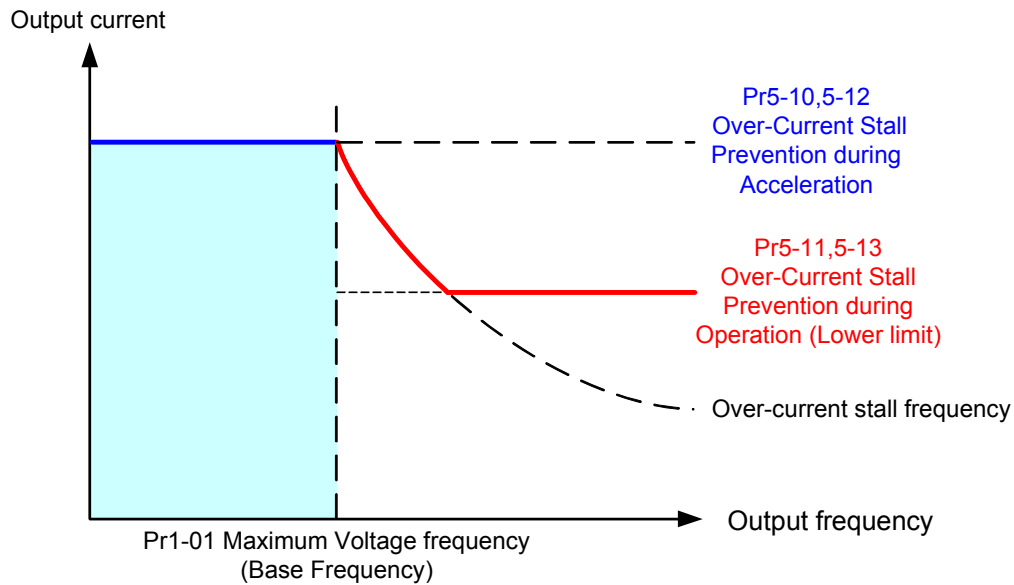 Output current
Pr5-10,5-12
Over-Current Stall
Prevention during
Acceleration
Pr5-11,5-13
Over-Current Stall
Prevention during
Operation (Lower limit)
Over-current stall frequency
Output frequency
Pr1-01 Maximum Voltage frequency
(Base Frequency)